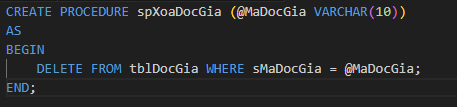 CREATE PROCEDURE spXoaDocGia (@MaDocGia VARCHAR(10))
AS
BEGIN
    DELETE FROM tblDocGia WHERE sMaDocGia = @MaDocGia;
END;